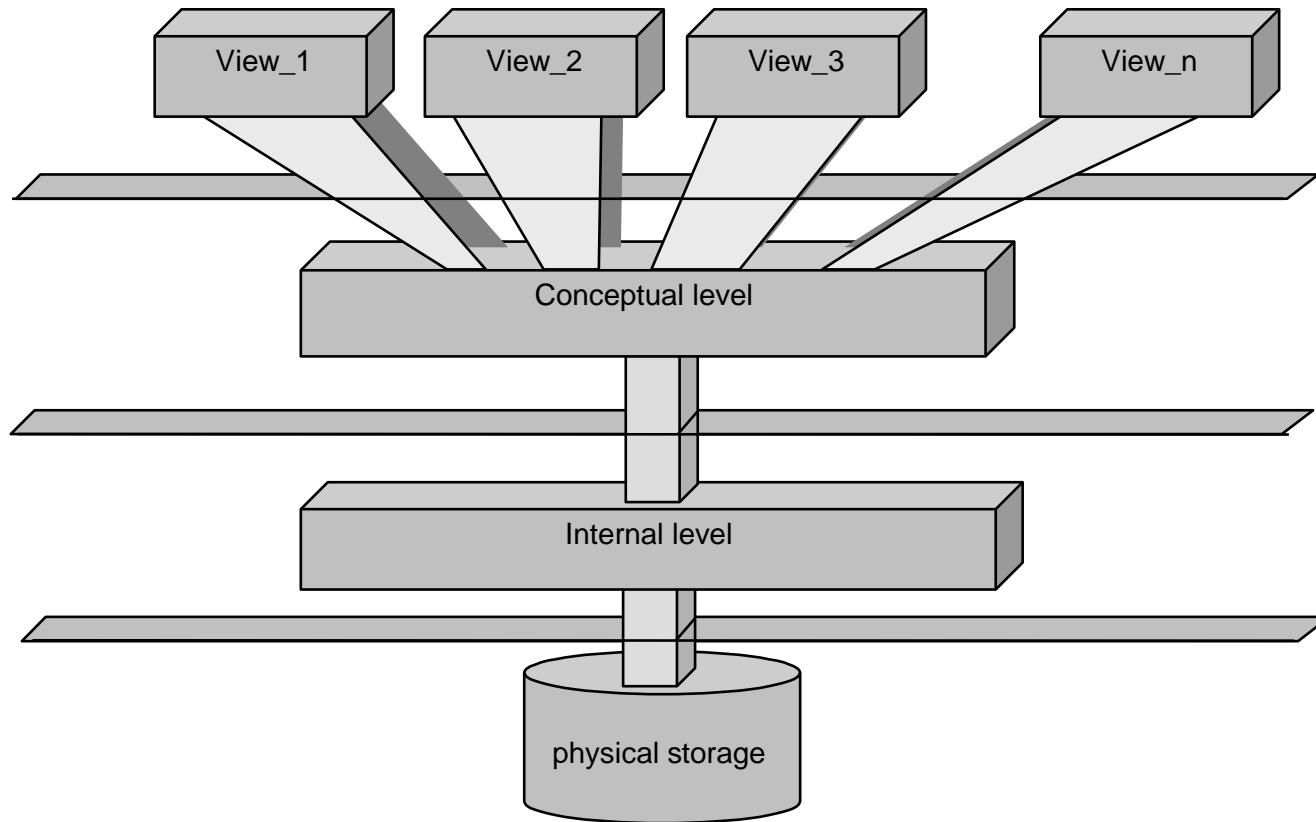 View_1
View_2
View_3
View_n
Conceptual level
Internal level
physical storage